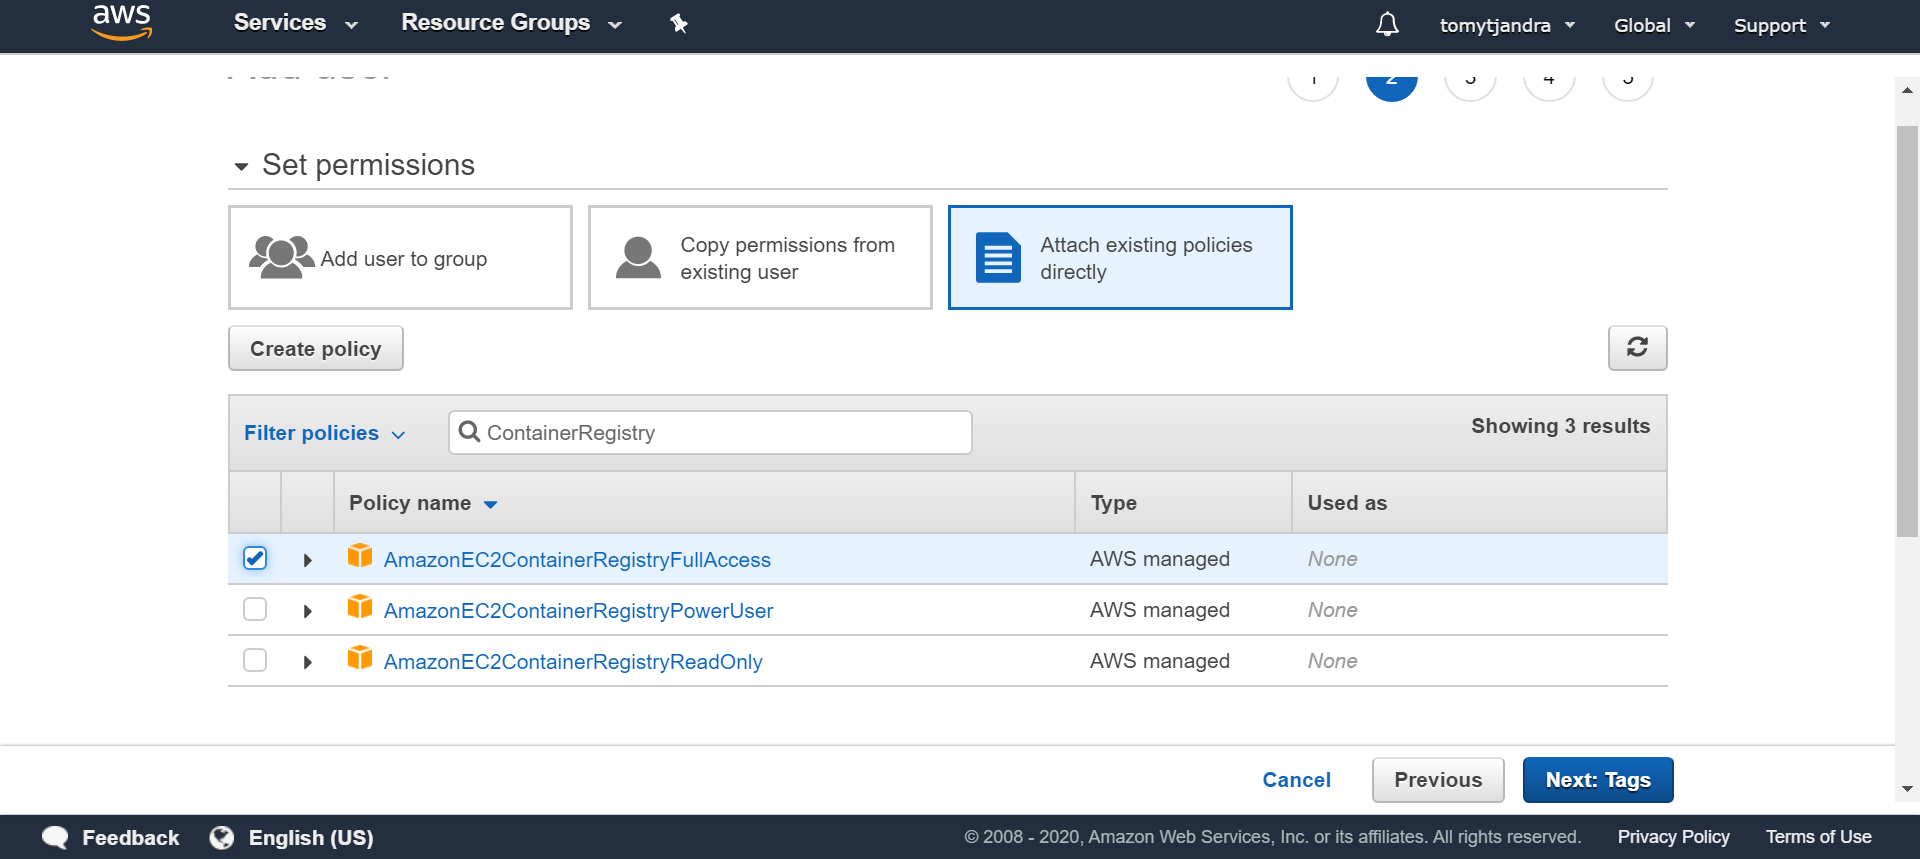 aws Services Resource Groups tomytjandra Global Support
Add user 1 2 3 4 5
Set permissions
Add user to group
Copy permissions from
existing user
Attach existing policies
directly
Create policy
Filter policies ContainerRegistry Showing 3 results
Policy name Type Used as
AmazonEC2ContainerRegistryFullAccess AWS managed None
AmazonEC2ContainerRegistryPowerUser AWS managed None
AmazonEC2ContainerRegistryReadOnly AWS managed None
Cancel Previous Next: Tags
Feedback English (US) © 2008 - 2020, Amazon Web Services, Inc. or its affiliates. All rights reserved. Privacy Policy Terms of Use